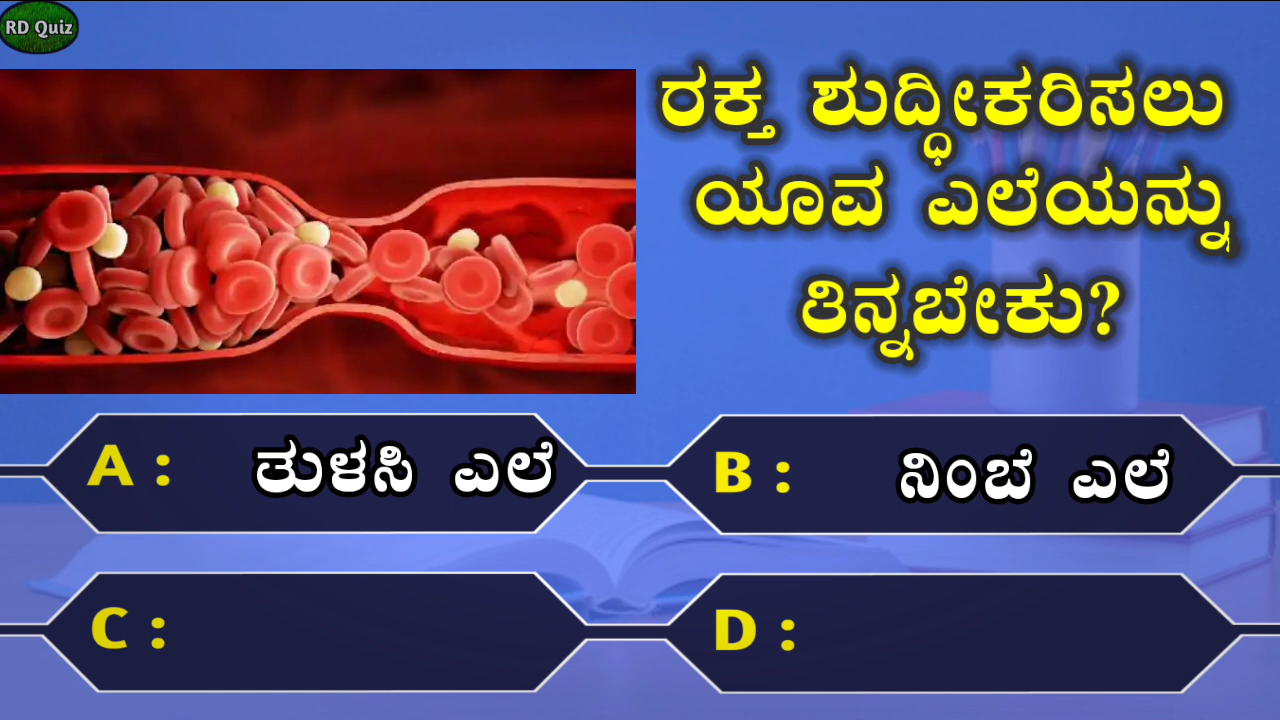 RD Quiz
ರಕ್ತ ಶುದ್ಧೀಕರಿಸಲು
ಯೂವ ಎಲೆಯನ್ನು
ತಿನ್ನಬೇಕು?
A : ತುಳಸಿ ಎಲೆ
B : ನಿಂಬೆ ಎಲೆ
C :
D :